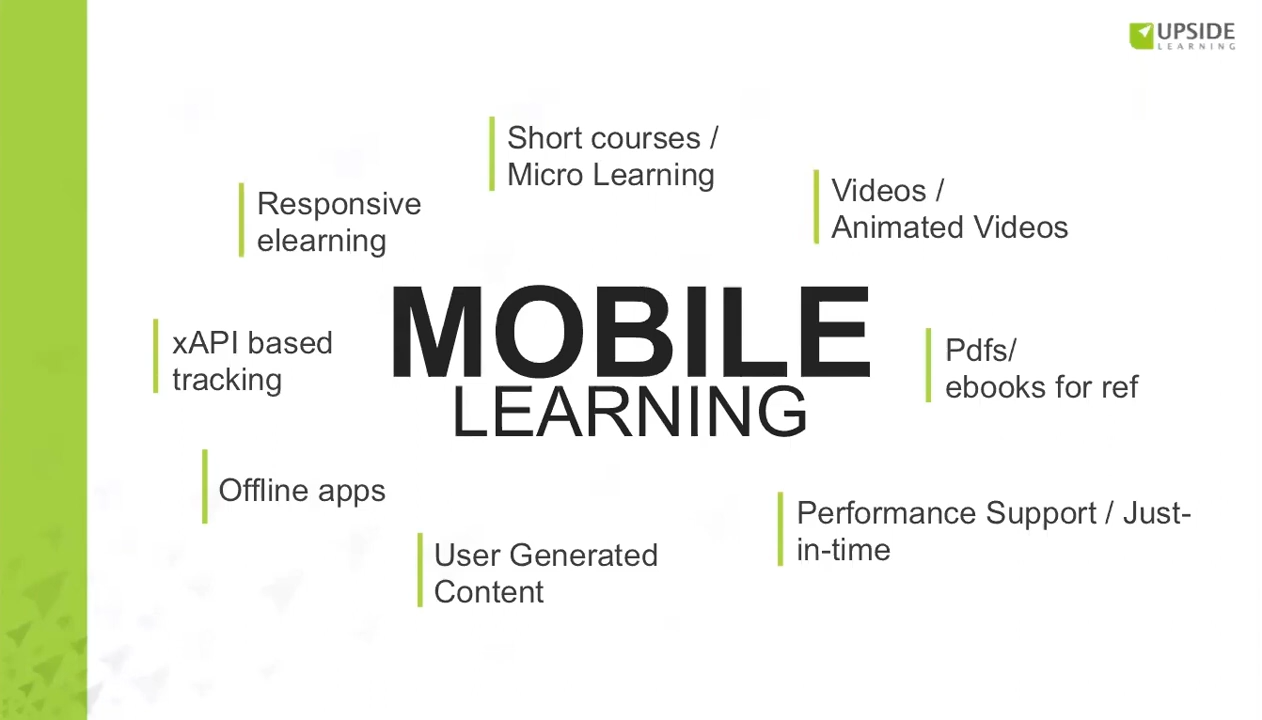 UPSIDE
LEARNING
Short courses /
Micro Learning
Videos /
Animated Videos
Responsive
elearning
MOBILE
LEARNING
xAPI based
tracking
Pdfs/
ebooks for ref
Offline apps
Performance Support / Just-
in-time
User Generated
Content